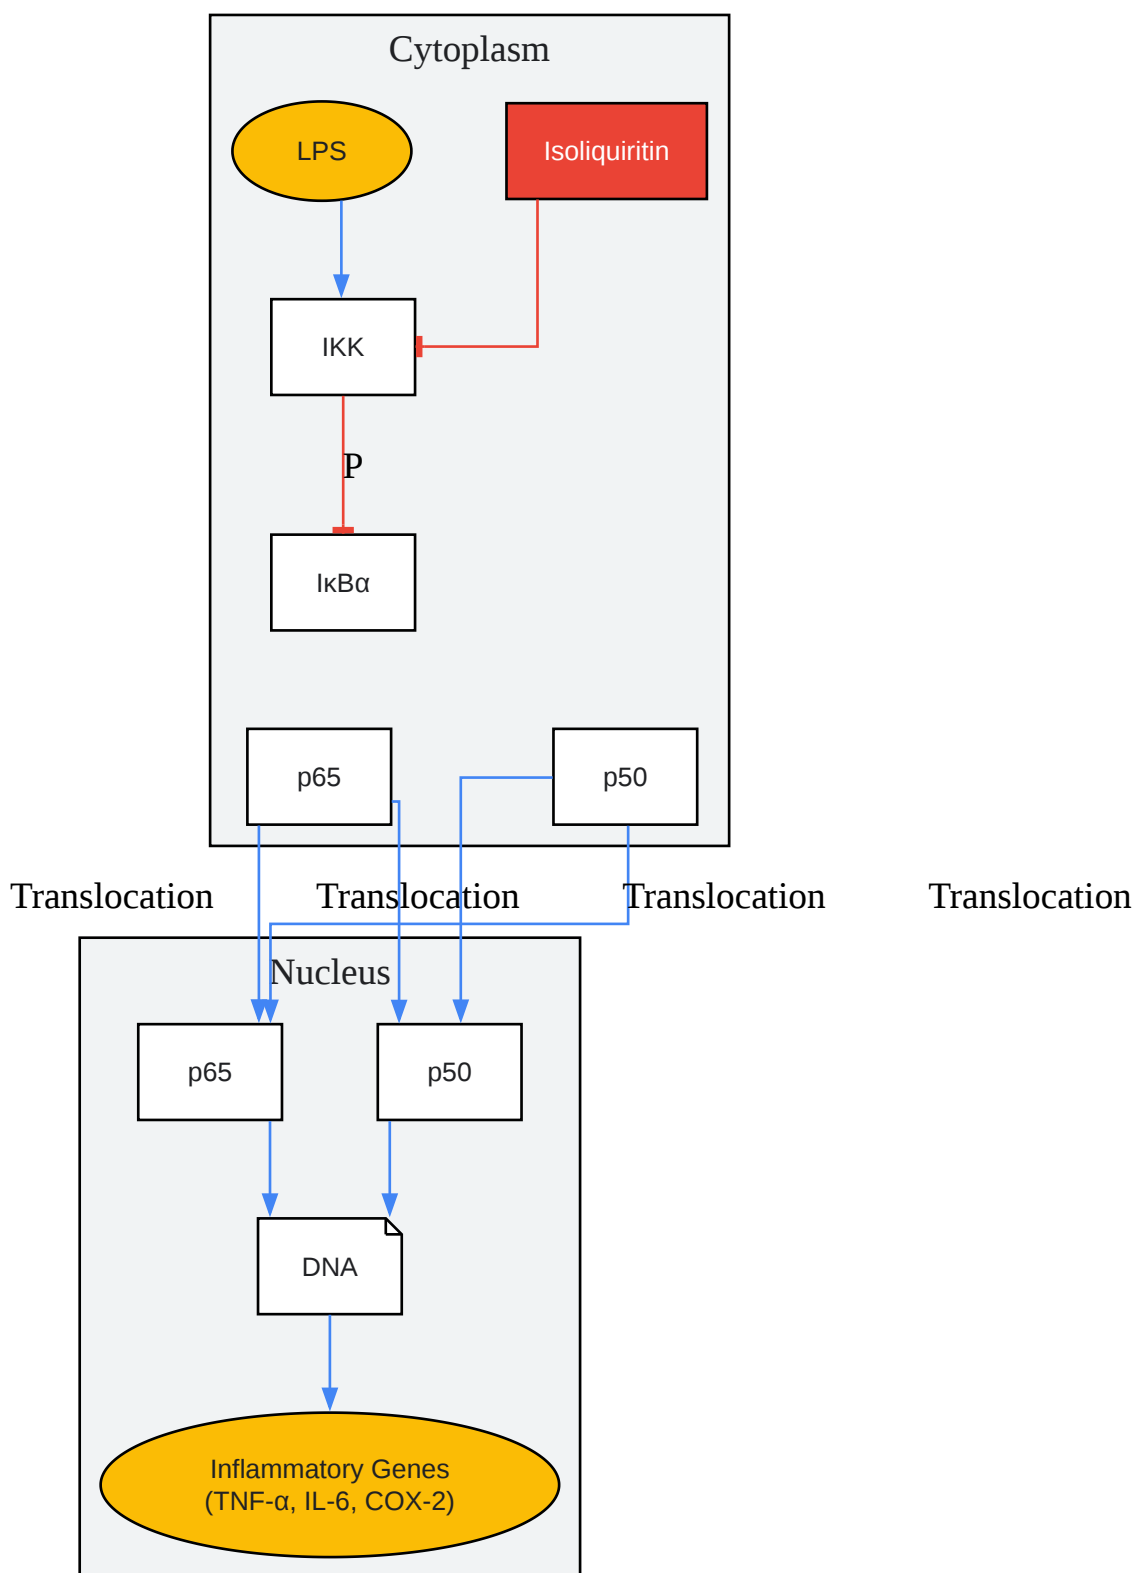 Cytoplasm
LPS
Isoliquiritin
IKK
P
IκBα
p65
p50
Translocation
Translocation
Translocation
Translocation
Nucleus
p65
p50
DNA
Inflammatory Genes
(TNF-α, IL-6, COX-2)